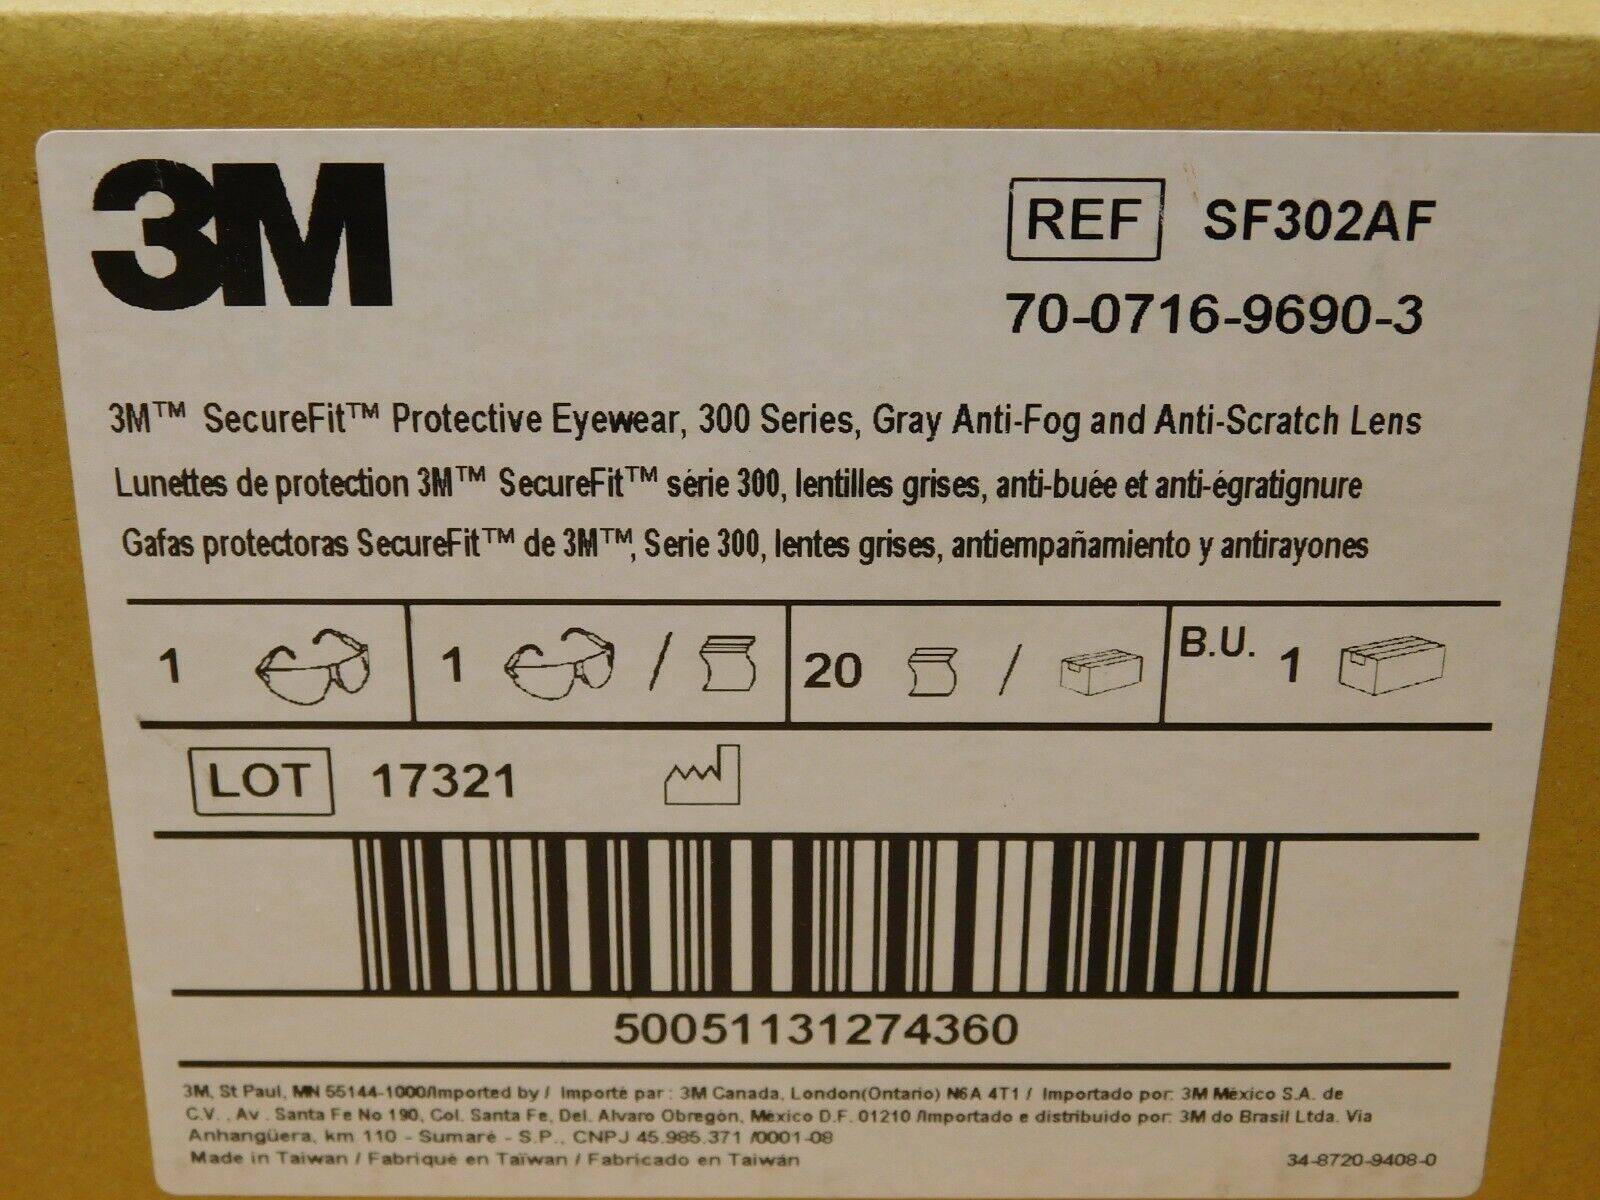 3M
REF SF302AF
70-0716-9690-3
3M™ SecureFit™ Protective Eyewear, 300 Series, Gray Anti-Fog and Anti-Scratch Lens
Lunettes de protection 3M™ SecureFit™ série 300, lentilles grises, anti-buée et anti-égratignure
Gafas protectoras SecureFit™ de 3M™, Serie 300, lentes grises, antiempañamiento y antirayones
1 1 / 20 / B.U. 1
LOT 17321
50051131274360
3M, St Paul, MN 55144-1000/Imported by / Importé par : 3M Canada, London(Ontario) N6A 4T1 / Importado por: 3M México S.A. de
C.V., Av. Santa Fe No 190, Col. Santa Fe, Del. Alvaro Obregón, México D.F. 01210 /Importado e distribuido por: 3M do Brasil Ltda. Via
Anhangüera, km 110 - Sumaré - S.P., CNPJ 45.985.371 /0001-08
Made in Taiwan / Fabriqué en Taïwan / Fabricado en Taiwán 34-8720-9408-0